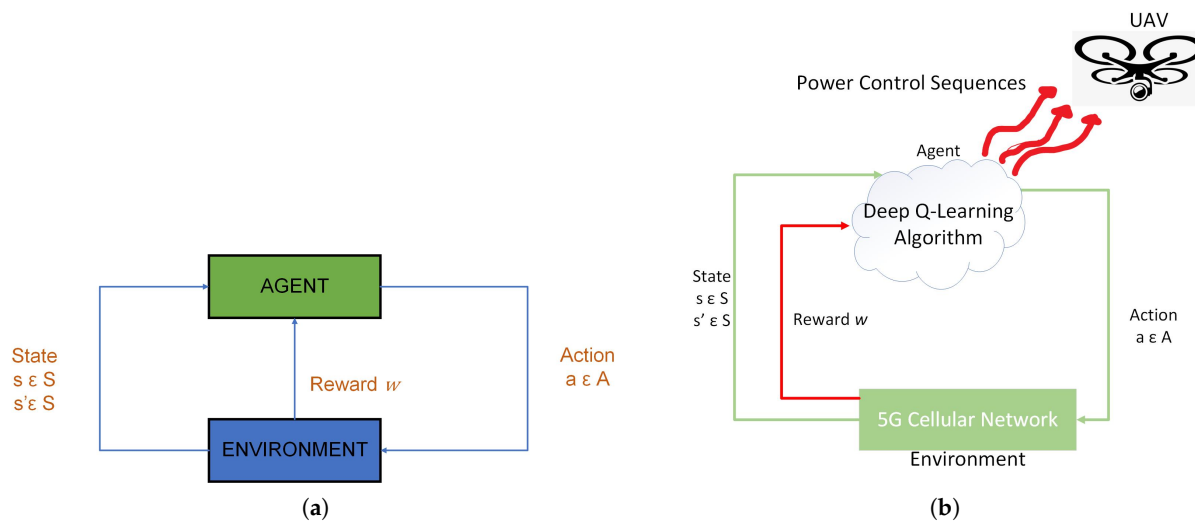 AGENT
State
s ε S
s'ε S
Reward w
Action
a ε A
ENVIRONMENT
(a)
UAV
Power Control Sequences
Agent
Deep Q-Learning
Algorithm
State
s ε S
s' ε S
Reward w
Action
a ε A
5G Cellular Network
Environment
(b)